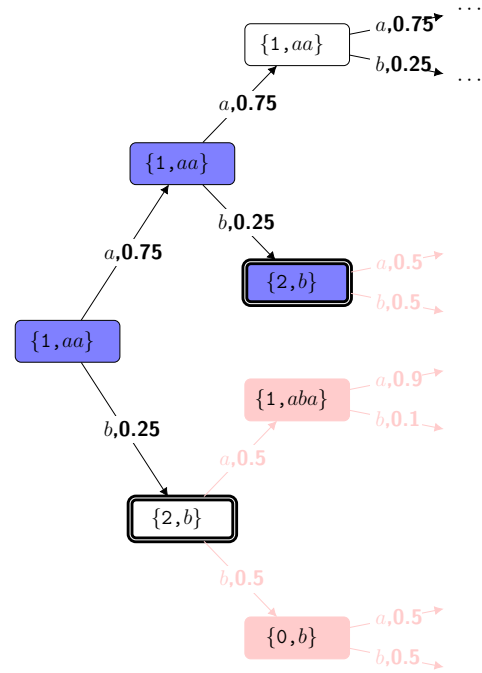 ...
a,0.75
{1,aa}
b,0.25
...
a,0.75
{1,aa}
b,0.25
a,0.5
a,0.75
{2,b}
b,0.5
{1,aa}
a,0.9
{1,aba}
b,0.1
b,0.25
a,0.5
{2,b}
b,0.5
a,0.5
{0,b}
b,0.5